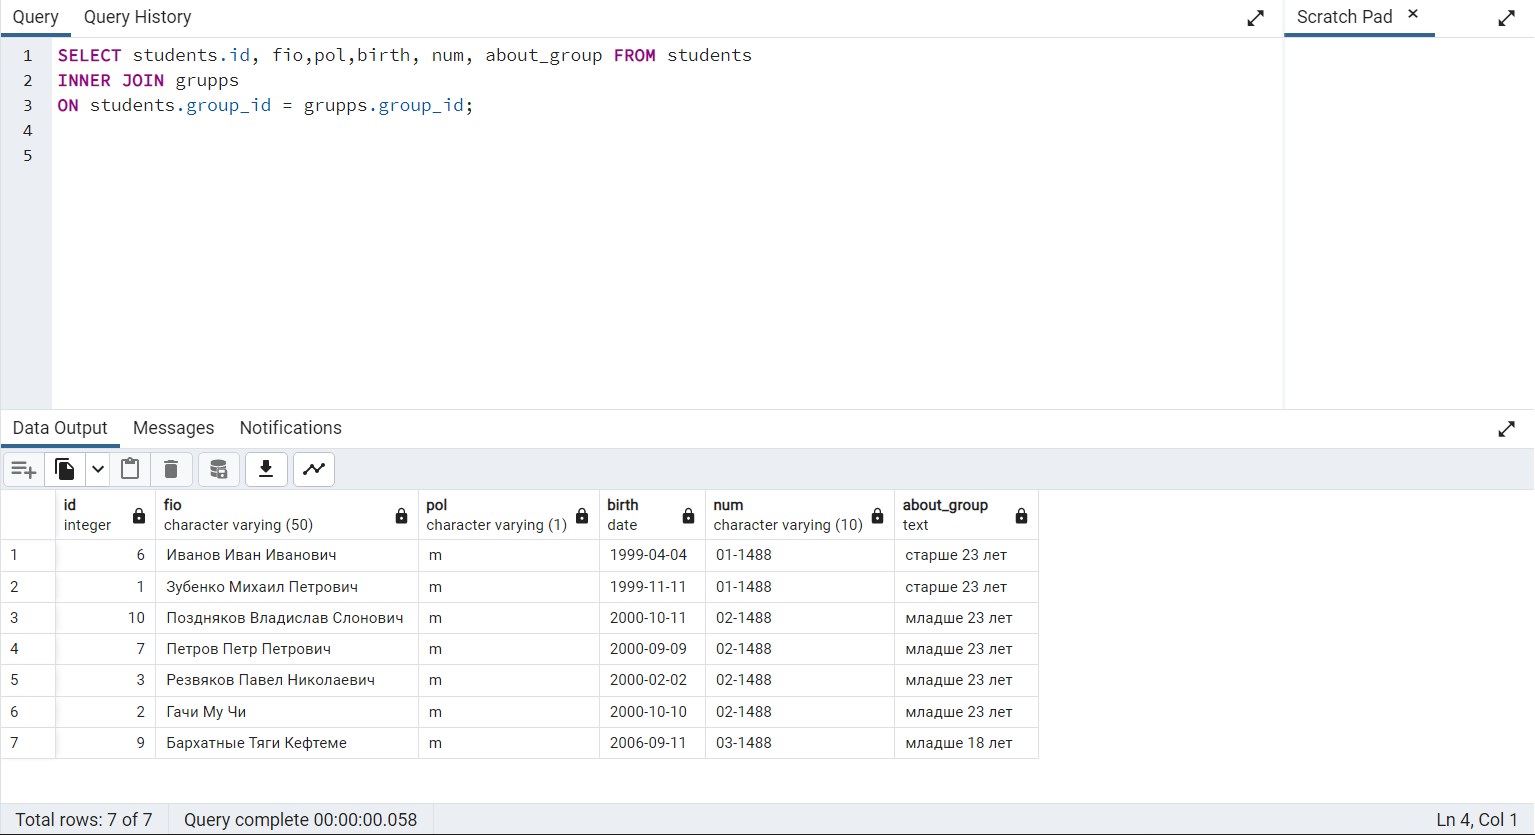 Query Query History Scratch Pad ×
1 SELECT students.id, fio,pol,birth, num, about_group FROM students
2 INNER JOIN grupps
3 ON students.group_id = grupps.group_id;
4
5
Data Output Messages Notifications
id fio pol birth num about_group
integer character varying (50) character varying (1) date character varying (10) text
1 6 Иванов Иван Иванович m 1999-04-04 01-1488 старше 23 лет
2 1 Зубенко Михаил Петрович m 1999-11-11 01-1488 старше 23 лет
3 10 Поздняков Владислав Слонович m 2000-10-11 02-1488 младше 23 лет
4 7 Петров Петр Петрович m 2000-09-09 02-1488 младше 23 лет
5 3 Резвяков Павел Николаевич m 2000-02-02 02-1488 младше 23 лет
6 2 Гачи Му Чи m 2000-10-10 02-1488 младше 23 лет
7 9 Бархатные Тяги Кефтеме m 2006-09-11 03-1488 младше 18 лет
Total rows: 7 of 7 Query complete 00:00:00.058 Ln 4, Col 1